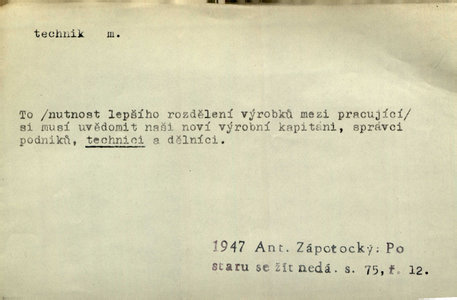 technik m.
To /nutnost lepšího rozdělení výrobků mezi pracující/
si musí uvědomit naši noví výrobní kapitáni, správci
podniků, technici a dělníci.
1947 Ant. Zápotocký: Po
staru se žít nedá. s. 75, ř. 12.